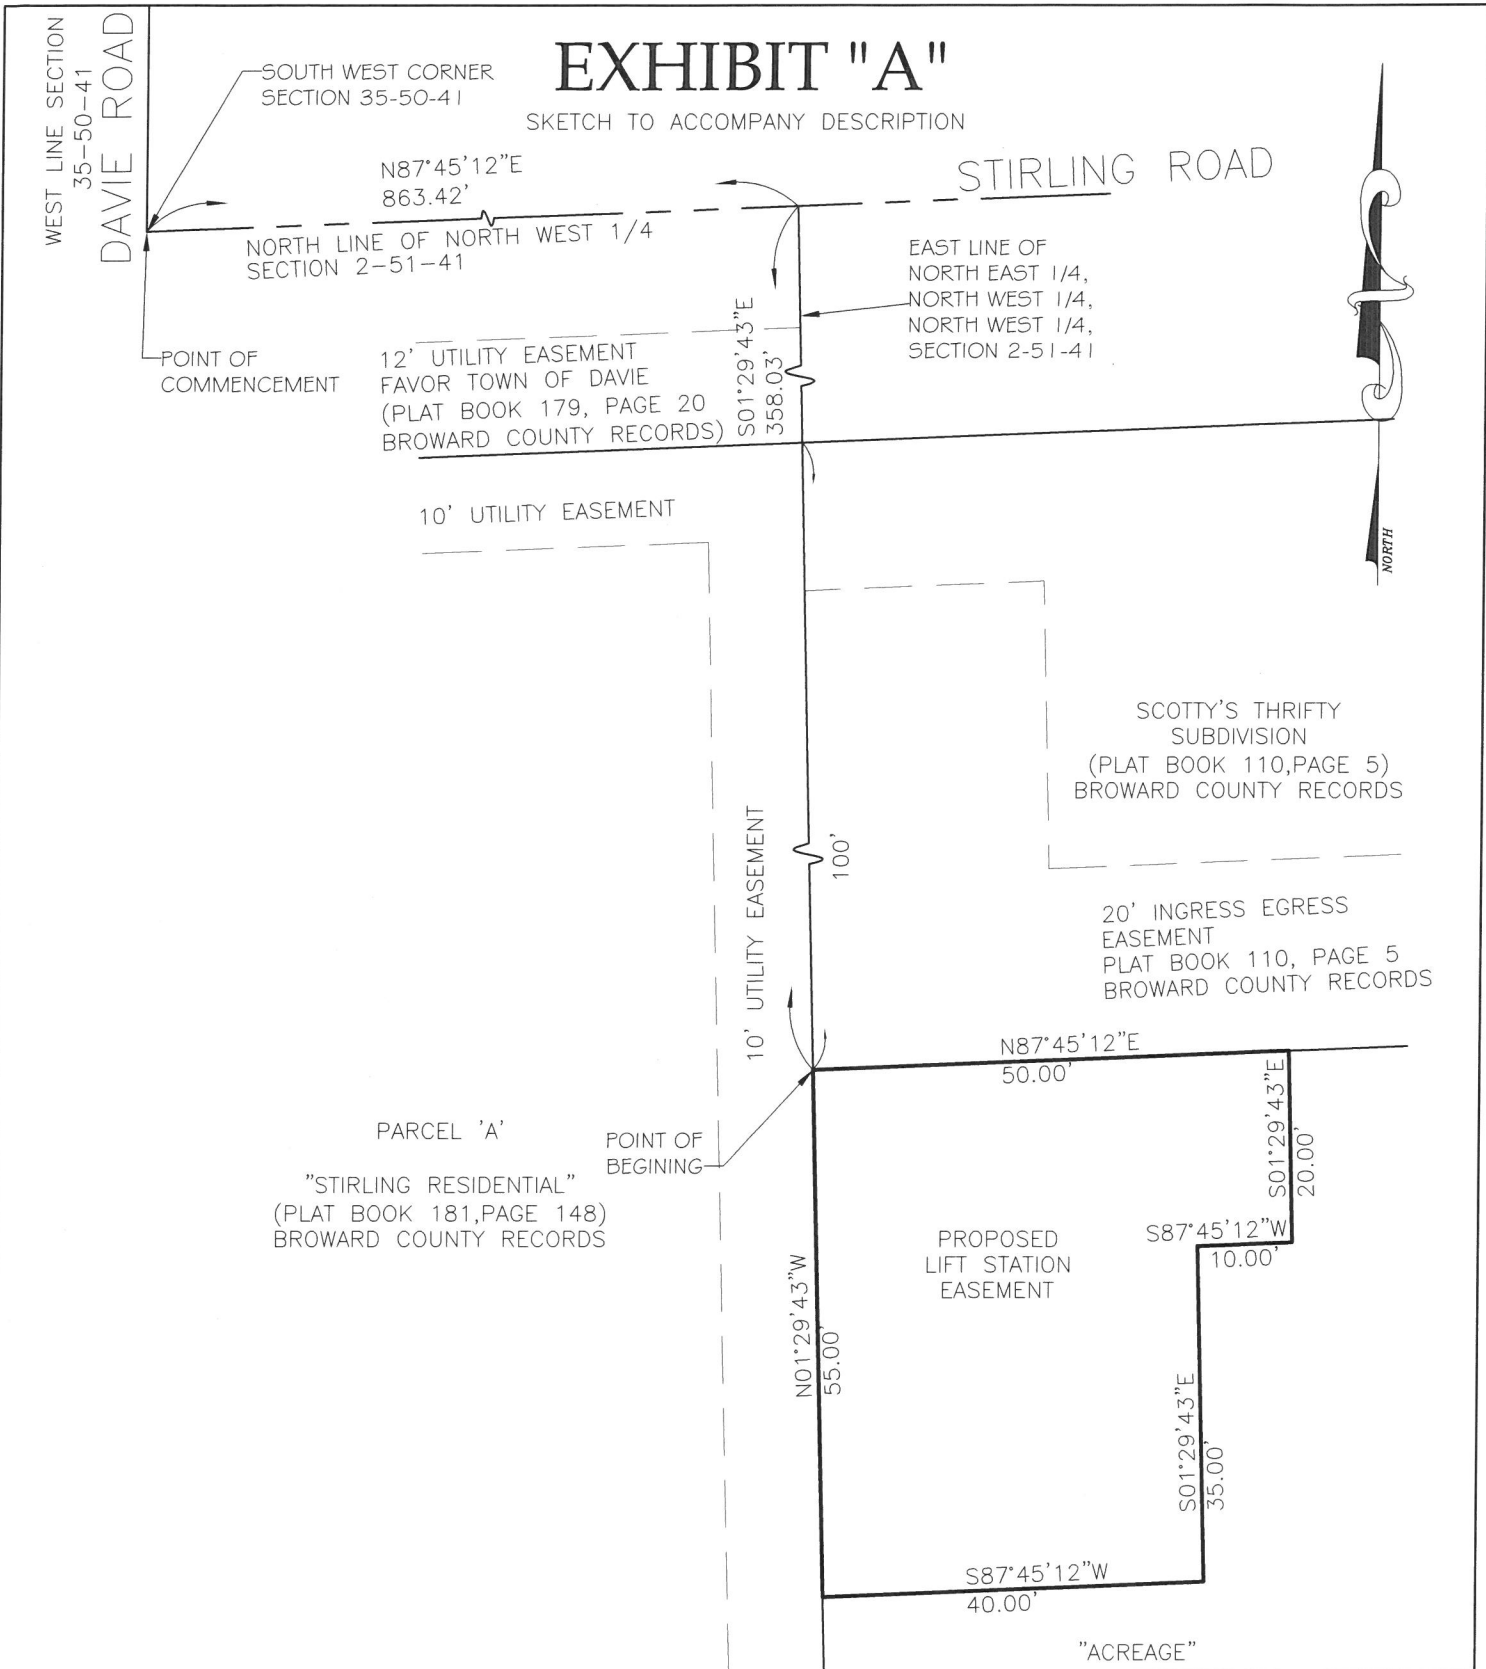 EXHIBIT "A"
SKETCH TO ACCOMPANY DESCRIPTION
WEST LINE SECTION
35-50-41
DAVIE ROAD
SOUTH WEST CORNER
SECTION 35-50-41
N87°45'12"E
863.42'
STIRLING ROAD
NORTH LINE OF NORTH WEST 1/4
SECTION 2-51-41
EAST LINE OF
NORTH EAST 1/4,
NORTH WEST 1/4,
NORTH WEST 1/4,
SECTION 2-51-41
POINT OF
COMMENCEMENT
12' UTILITY EASEMENT
FAVOR TOWN OF DAVIE
(PLAT BOOK 179, PAGE 20
BROWARD COUNTY RECORDS)
S01°29'43"E
358.03'
NORTH
10' UTILITY EASEMENT
SCOTTY'S THRIFTY
SUBDIVISION
(PLAT BOOK 110,PAGE 5)
BROWARD COUNTY RECORDS
10' UTILITY EASEMENT
100'
20' INGRESS EGRESS
EASEMENT
PLAT BOOK 110, PAGE 5
BROWARD COUNTY RECORDS
N87°45'12"E
50.00'
S01°29'43"E
20.00'
PARCEL 'A'
"STIRLING RESIDENTIAL"
(PLAT BOOK 181,PAGE 148)
BROWARD COUNTY RECORDS
POINT OF
BEGINING
PROPOSED
LIFT STATION
EASEMENT
S87°45'12"W
10.00'
N01°29'43"W
55.00'
S01°29'43"E
35.00'
S87°45'12"W
40.00'
"ACREAGE"